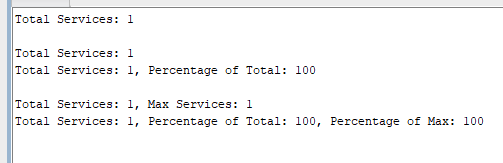 Total Services: 1
Total Services: 1
Total Services: 1, Percentage of Total: 100
Total Services: 1, Max Services: 1
Total Services: 1, Percentage of Total: 100, Percentage of Max: 100